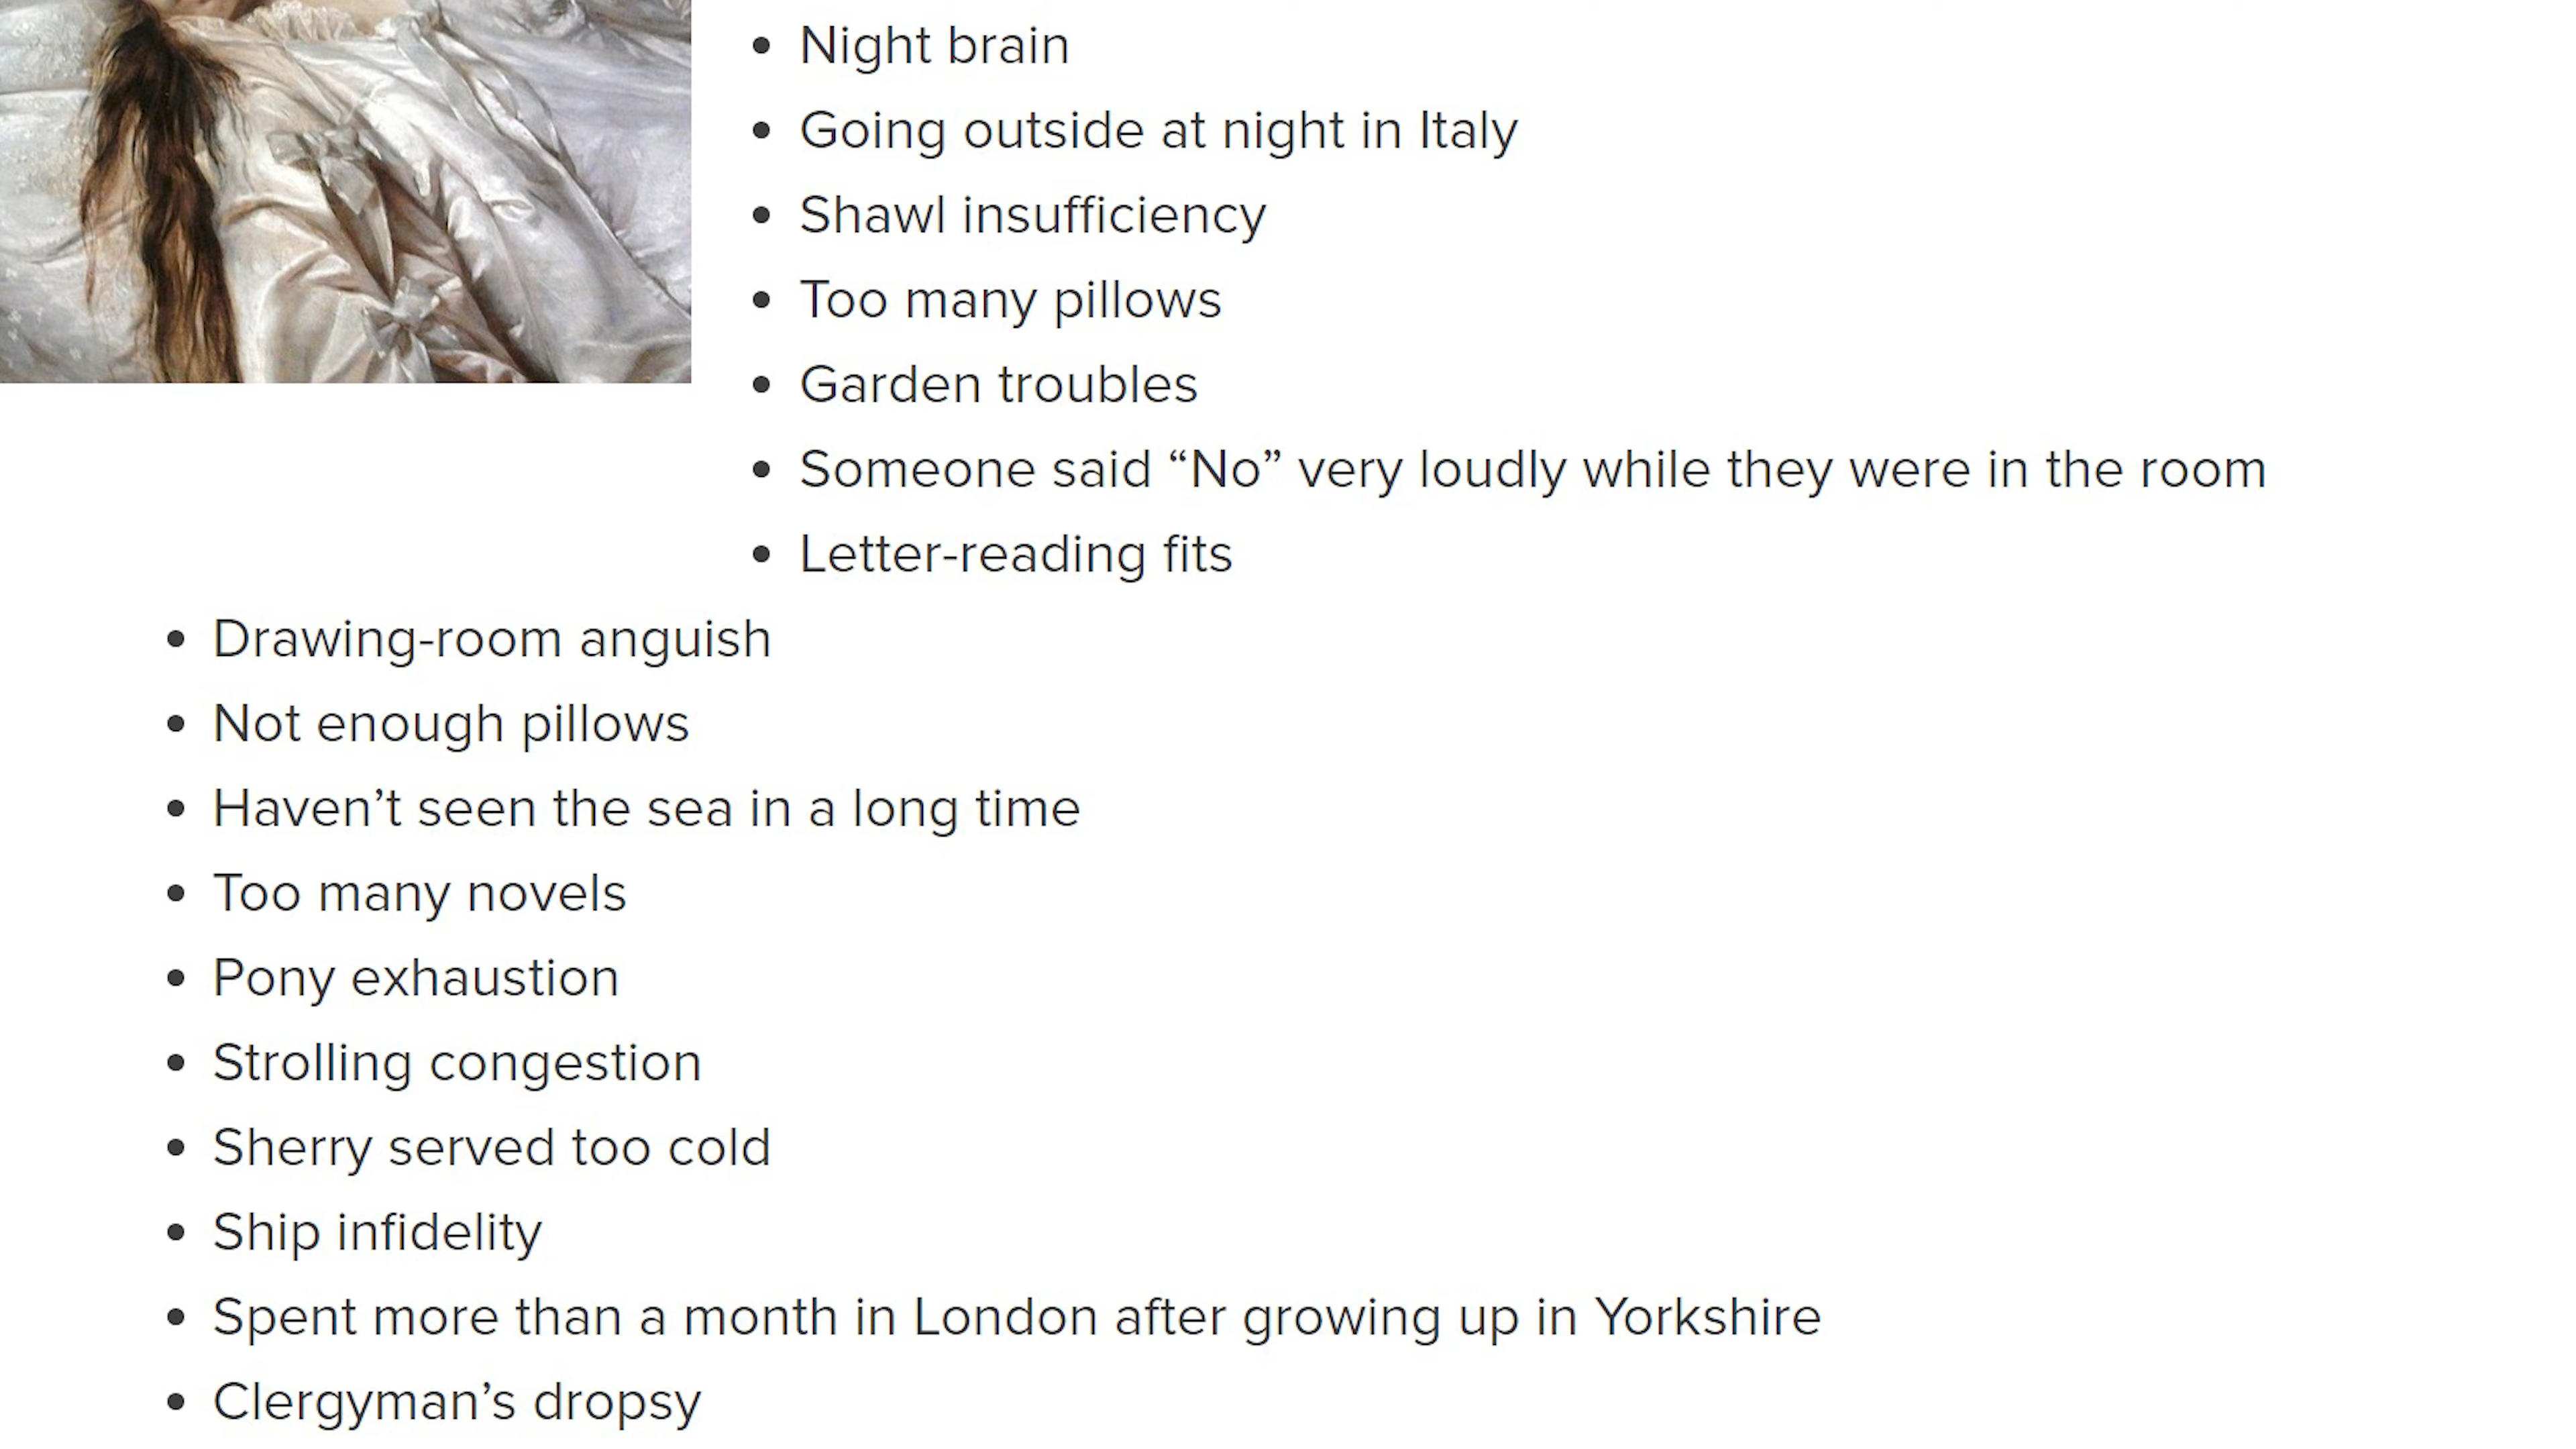 Night brain
Going outside at night in Italy
Shawl insufficiency
Too many pillows
Garden troubles
Someone said “No” very loudly while they were in the room
Letter-reading fits
Drawing-room anguish
Not enough pillows
Haven’t seen the sea in a long time
Too many novels
Pony exhaustion
Strolling congestion
Sherry served too cold
Ship infidelity
Spent more than a month in London after growing up in Yorkshire
Clergyman’s dropsy